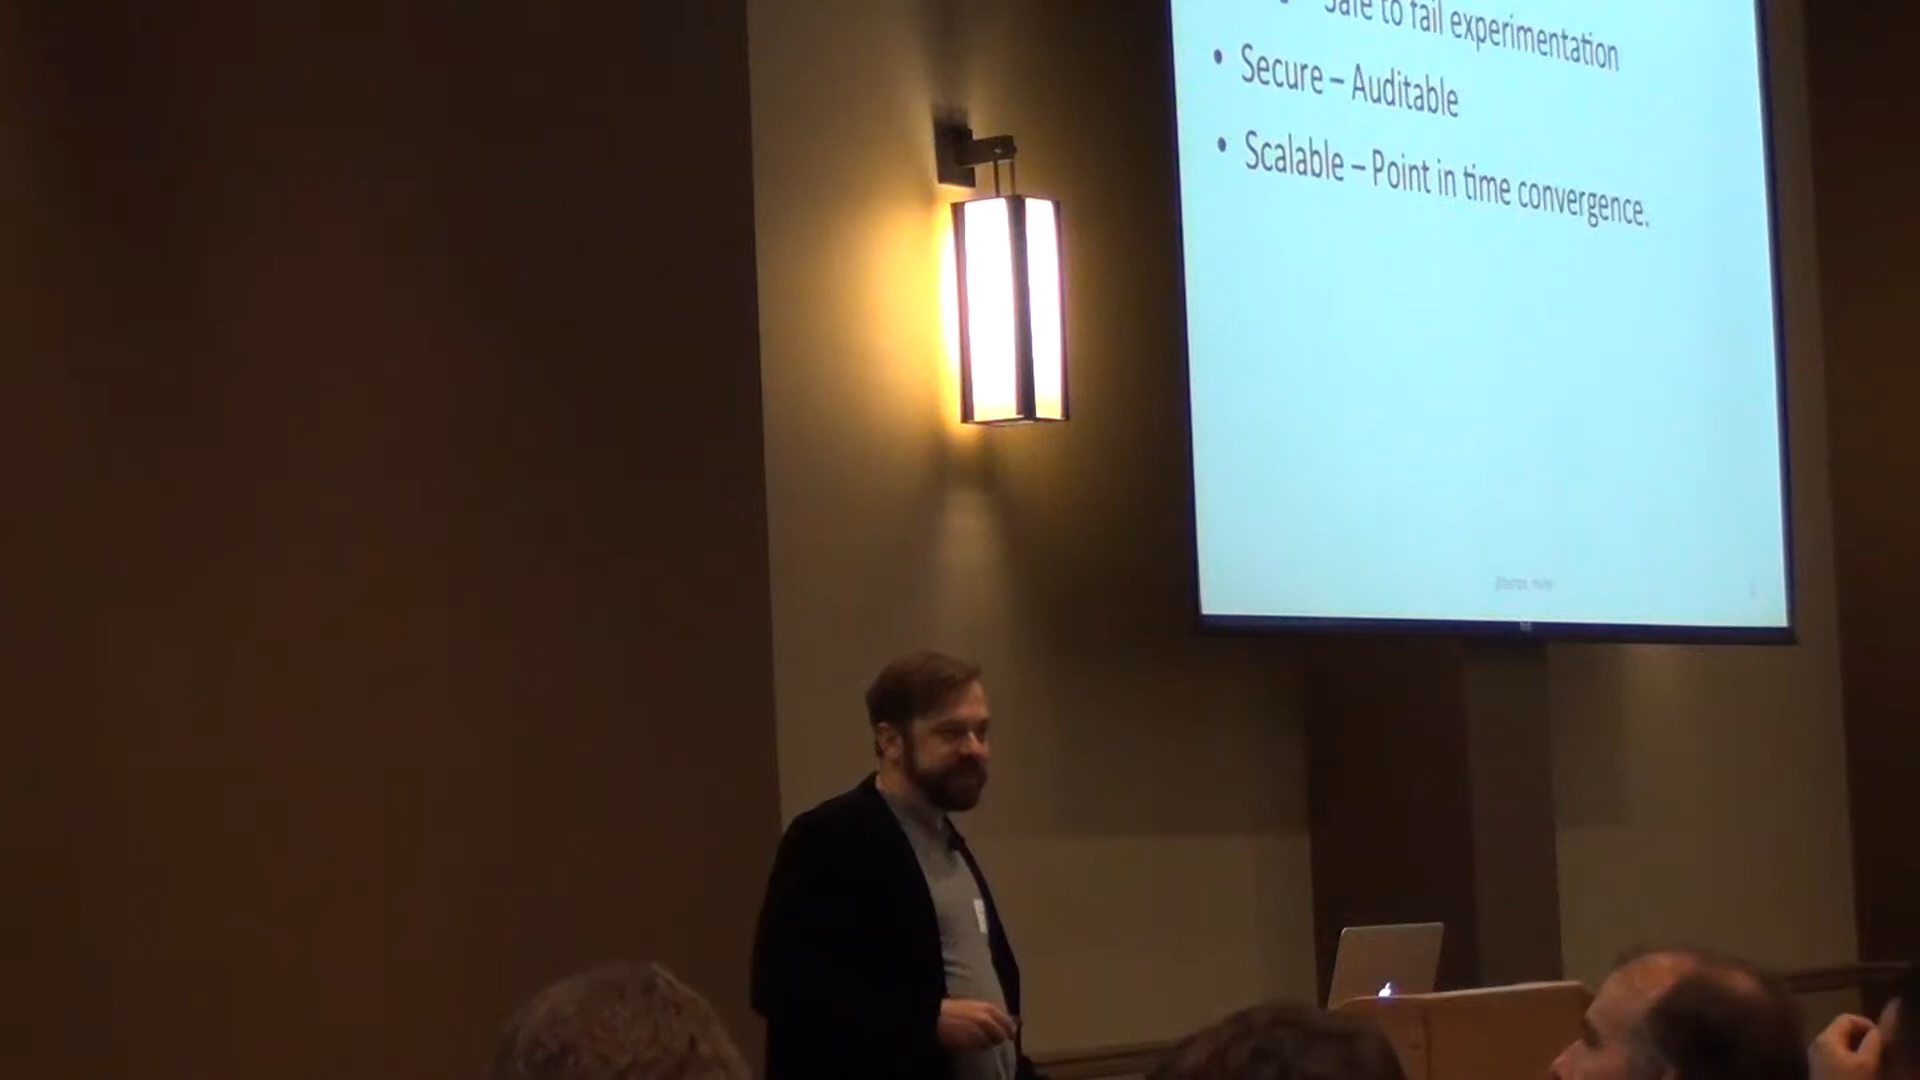 Safe to fail experimentation
• Secure – Auditable
• Scalable – Point in time convergence.